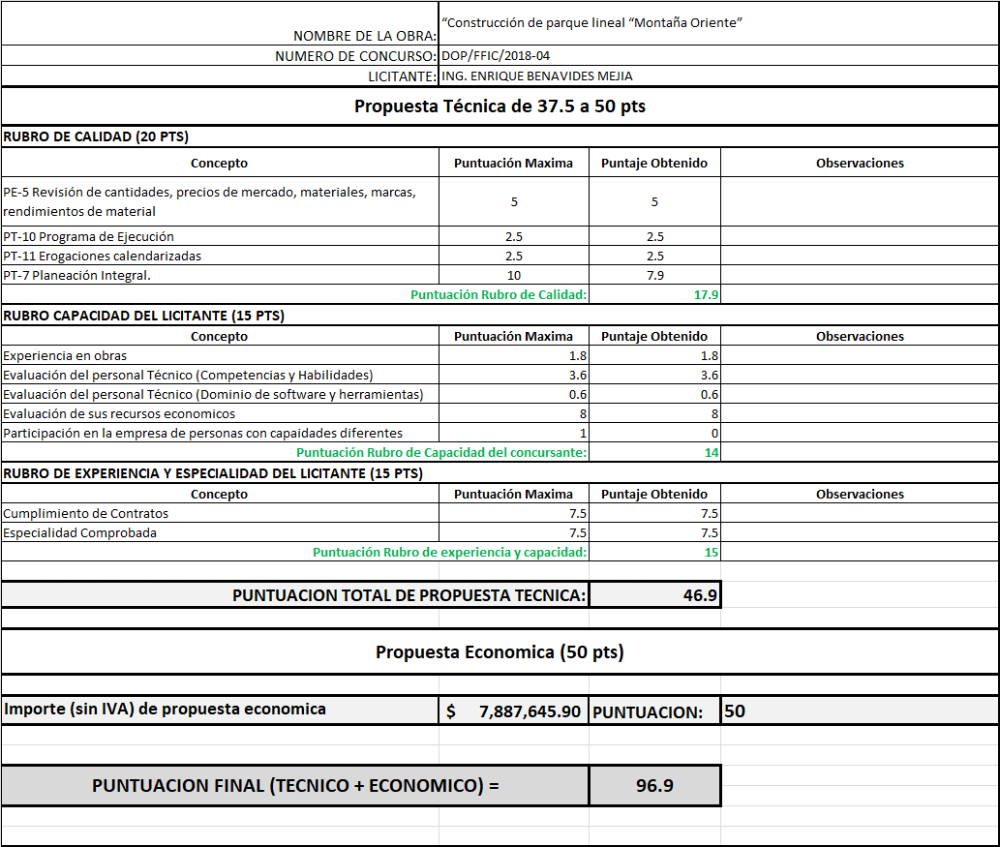 NOMBRE DE LA OBRA: “Construcción de parque lineal “Montaña Oriente”
NUMERO DE CONCURSO: DOP/FFIC/2018-04
LICITANTE: ING. ENRIQUE BENAVIDES MEJIA
Propuesta Técnica de 37.5 a 50 pts
RUBRO DE CALIDAD (20 PTS)
Concepto Puntuación Maxima Puntaje Obtenido Observaciones
PE-5 Revisión de cantidades, precios de mercado, materiales, marcas,
rendimientos de material 5 5
PT-10 Programa de Ejecución 2.5 2.5
PT-11 Erogaciones calendarizadas 2.5 2.5
PT-7 Planeación Integral. 10 7.9
Puntuación Rubro de Calidad: 17.9
RUBRO CAPACIDAD DEL LICITANTE (15 PTS)
Concepto Puntuación Maxima Puntaje Obtenido Observaciones
Experiencia en obras 1.8 1.8
Evaluación del personal Técnico (Competencias y Habilidades) 3.6 3.6
Evaluación del personal Técnico (Dominio de software y herramientas) 0.6 0.6
Evaluación de sus recursos economicos 8 8
Participación en la empresa de personas con capaidades diferentes 1 0
Puntuación Rubro de Capacidad del concursante: 14
RUBRO DE EXPERIENCIA Y ESPECIALIDAD DEL LICITANTE (15 PTS)
Concepto Puntuación Maxima Puntaje Obtenido Observaciones
Cumplimiento de Contratos 7.5 7.5
Especialidad Comprobada 7.5 7.5
Puntuación Rubro de experiencia y capacidad: 15
PUNTUACION TOTAL DE PROPUESTA TECNICA: 46.9
Propuesta Economica (50 pts)
Importe (sin IVA) de propuesta economica $ 7,887,645.90 PUNTUACION: 50
PUNTUACION FINAL (TECNICO + ECONOMICO) = 96.9